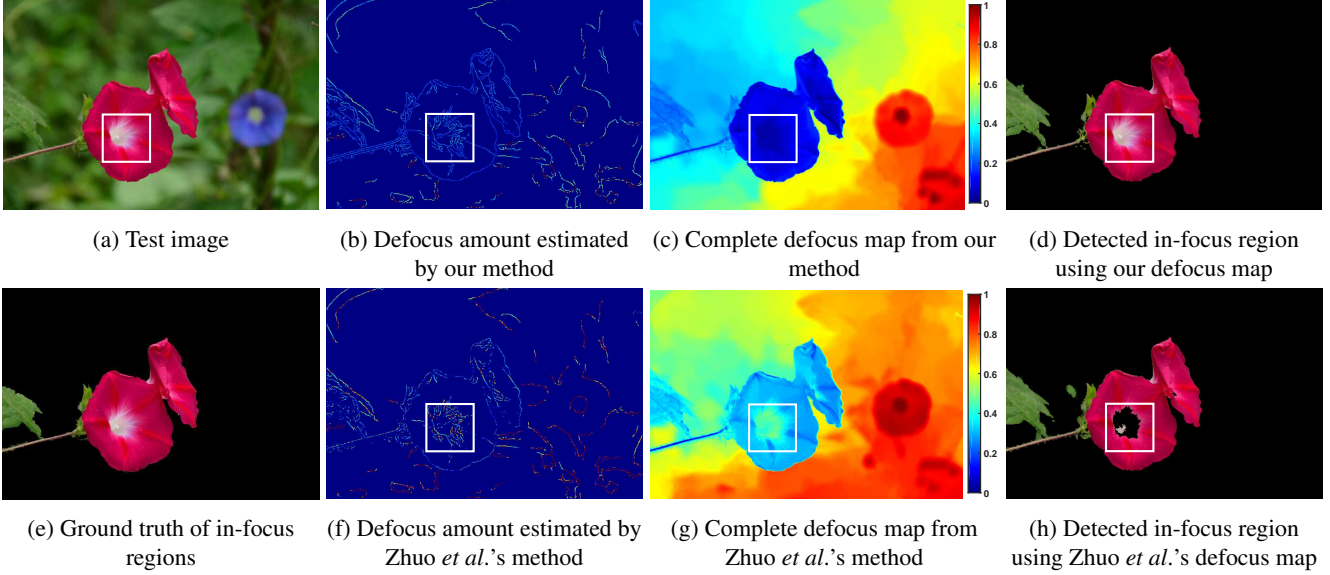 1
0.8
0.6
0.4
0.2
0
(a) Test image
(b) Defocus amount estimated
by our method
(c) Complete defocus map from our
method
(d) Detected in-focus region
using our defocus map
1
0.8
0.6
0.4
0.2
0
(e) Ground truth of in-focus
regions
(f) Defocus amount estimated by
Zhuo et al.'s method
(g) Complete defocus map from
Zhuo et al.'s method
(h) Detected in-focus region
using Zhuo et al.'s defocus map